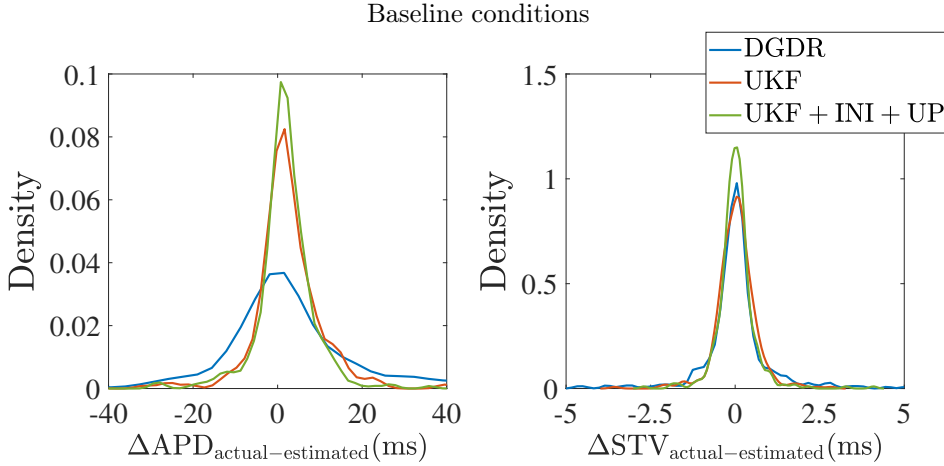 Baseline conditions
DGDR
UKF
UKF + INI + UP
0.1
0.08
0.06
0.04
0.02
0
-40
-20
0
20
40
Density
ΔAPDactual−estimated(ms)
1.5
1
0.5
0
-5
-2.5
0
2.5
5
Density
ΔSTVactual−estimated(ms)